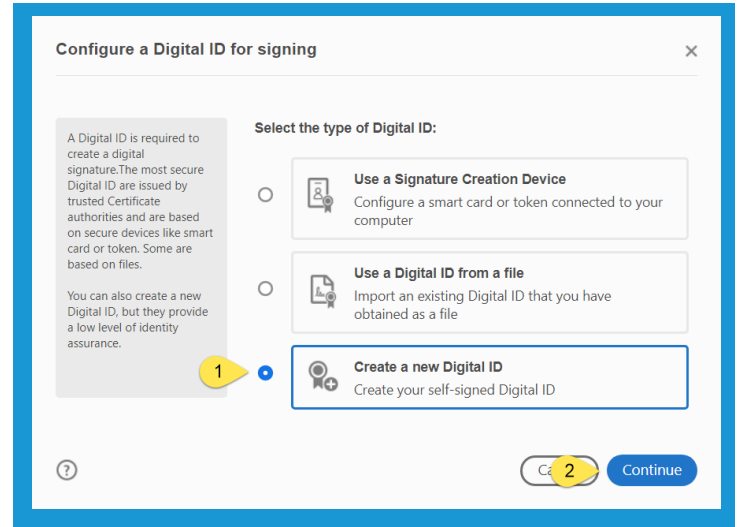 Configure a Digital ID for signing
A Digital ID is required to
create a digital
signature.The most secure
Digital ID are issued by
trusted Certificate
authorities and are based
on secure devices like smart
card or token. Some are
based on files.
You can also create a new
Digital ID, but they provide
a low level of identity
assurance.
Select the type of Digital ID:
Use a Signature Creation Device
Configure a smart card or token connected to your
computer
Use a Digital ID from a file
Import an existing Digital ID that you have
obtained as a file
1
Create a new Digital ID
Create your self-signed Digital ID
?
2
Continue